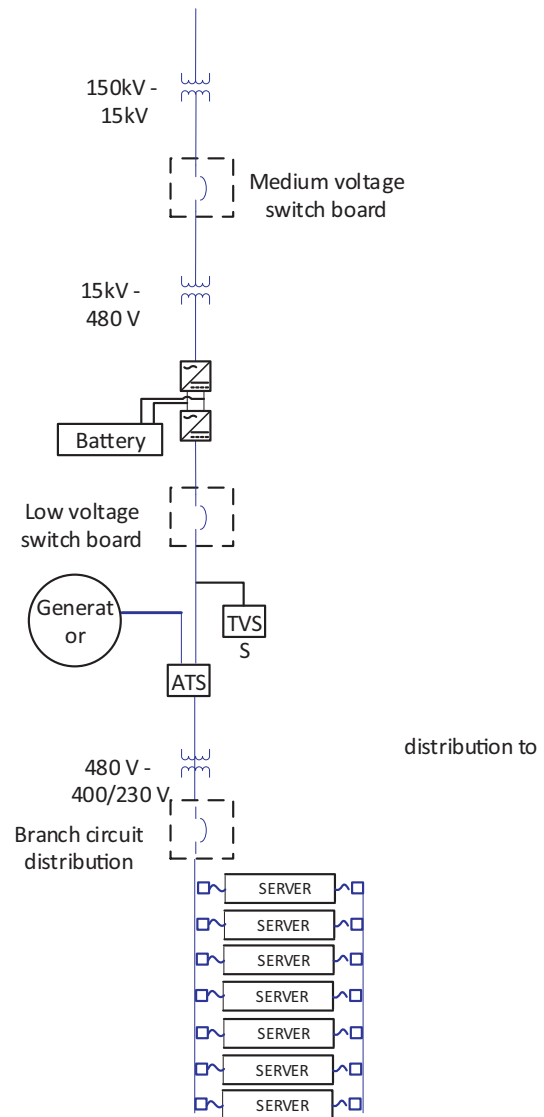 150kV -
15kV
Medium voltage
switch board
15kV -
480 V
Battery
Low voltage
switch board
Generat
or
TVS
S
ATS
distribution to
480 V -
400/230 V
Branch circuit
distribution
SERVER
SERVER
SERVER
SERVER
SERVER
SERVER
SERVER